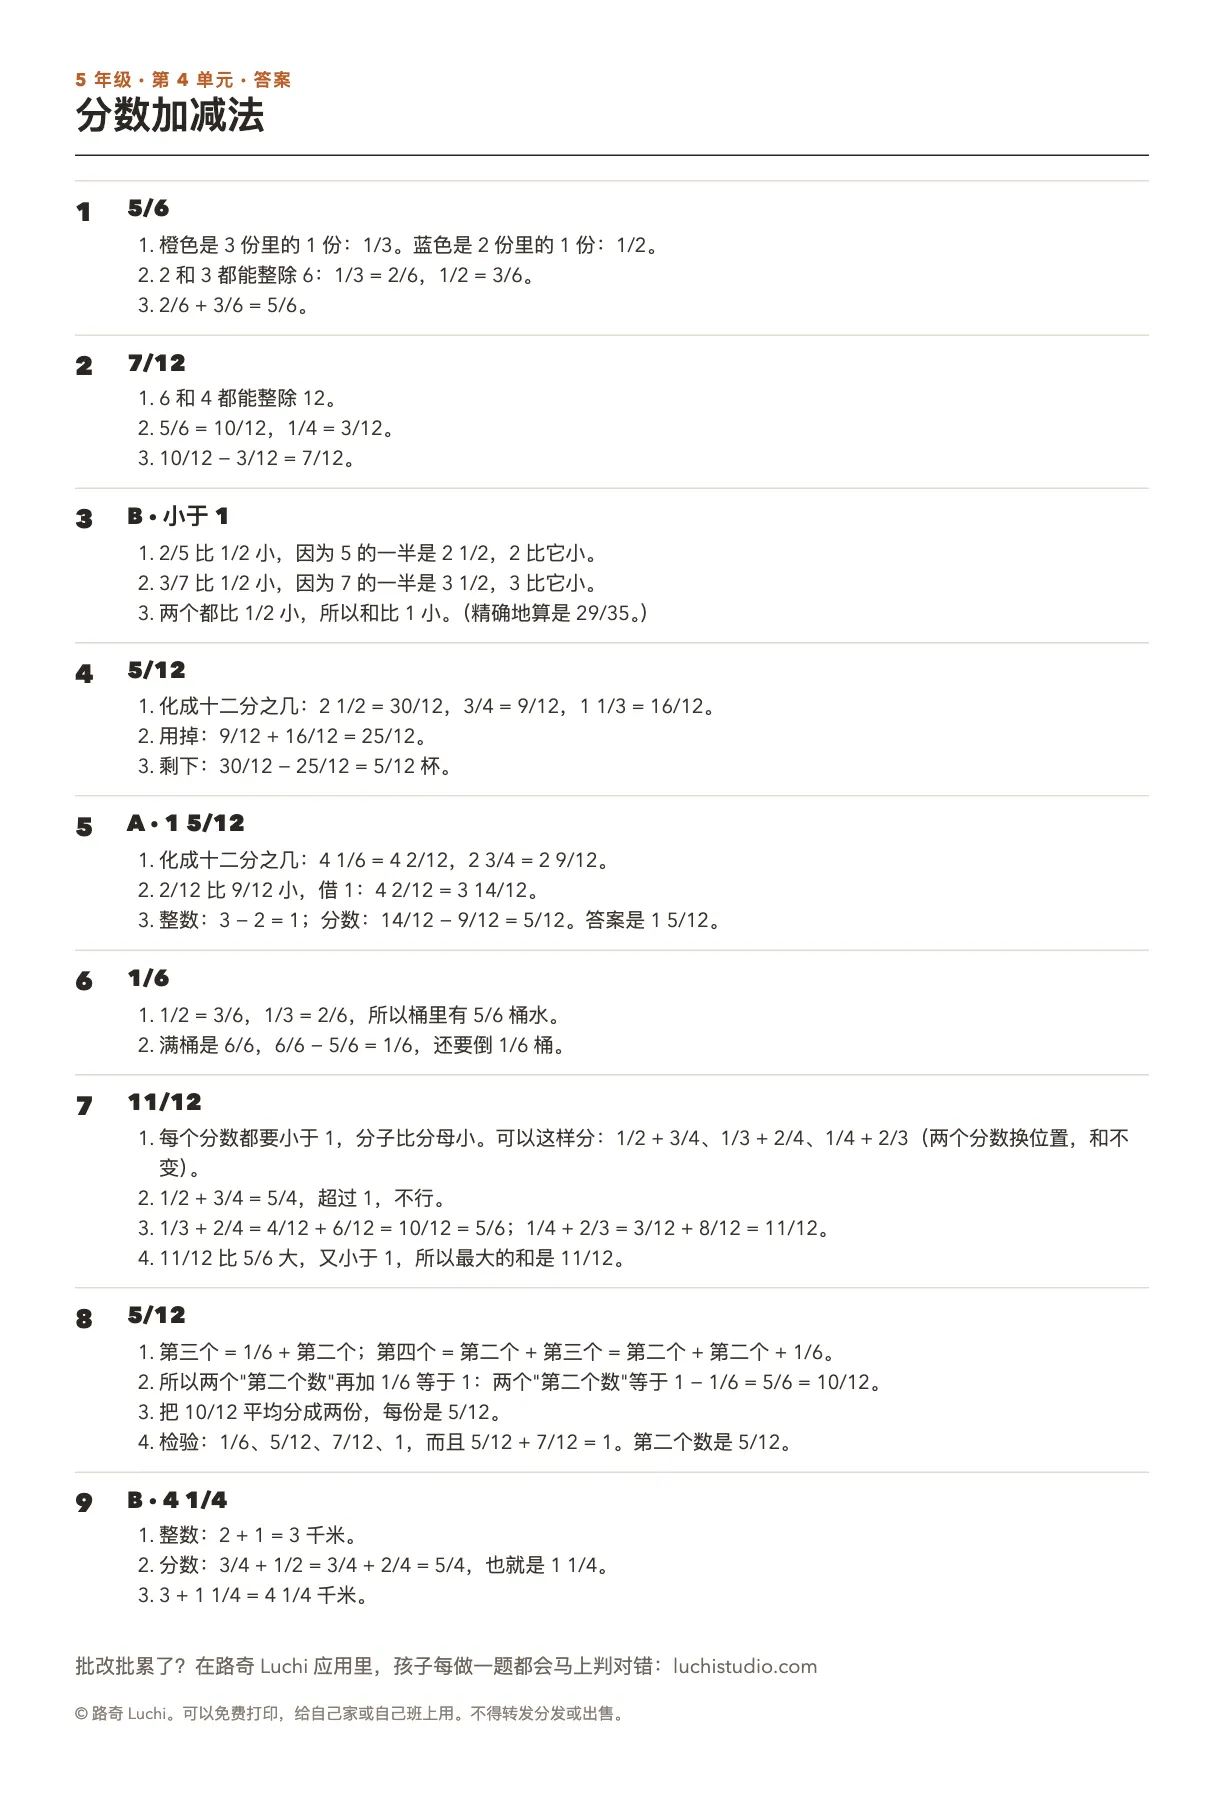 5 年级 · 第 4 单元 · 答案
分数加减法
1
5/6
1. 橙色是 3 份里的 1 份：1/3。蓝色是 2 份里的 1 份：1/2。
2. 2 和 3 都能整除 6：1/3 = 2/6，1/2 = 3/6。
3. 2/6 + 3/6 = 5/6。
2
7/12
1. 6 和 4 都能整除 12。
2. 5/6 = 10/12，1/4 = 3/12。
3. 10/12 − 3/12 = 7/12。
3
B · 小于 1
1. 2/5 比 1/2 小，因为 5 的一半是 2 1/2，2 比它小。
2. 3/7 比 1/2 小，因为 7 的一半是 3 1/2，3 比它小。
3. 两个都比 1/2 小，所以和比 1 小。（精确地算是 29/35。）
4
5/12
1. 化成十二分之几：2 1/2 = 30/12，3/4 = 9/12，1 1/3 = 16/12。
2. 用掉：9/12 + 16/12 = 25/12。
3. 剩下：30/12 − 25/12 = 5/12 杯。
5
A · 1 5/12
1. 化成十二分之几：4 1/6 = 4 2/12，2 3/4 = 2 9/12。
2. 2/12 比 9/12 小，借 1：4 2/12 = 3 14/12。
3. 整数：3 − 2 = 1；分数：14/12 − 9/12 = 5/12。答案是 1 5/12。
6
1/6
1. 1/2 = 3/6，1/3 = 2/6，所以桶里有 5/6 桶水。
2. 满桶是 6/6，6/6 − 5/6 = 1/6，还要倒 1/6 桶。
7
11/12
1. 每个分数都要小于 1，分子比分母小。可以这样分：1/2 + 3/4、1/3 + 2/4、1/4 + 2/3（两个分数换位置，和不
变）。
2. 1/2 + 3/4 = 5/4，超过 1，不行。
3. 1/3 + 2/4 = 4/12 + 6/12 = 10/12 = 5/6；1/4 + 2/3 = 3/12 + 8/12 = 11/12。
4. 11/12 比 5/6 大，又小于 1，所以最大的和是 11/12。
8
5/12
1. 第三个 = 1/6 + 第二个；第四个 = 第二个 + 第三个 = 第二个 + 第二个 + 1/6。
2. 所以两个"第二个数"再加 1/6 等于 1：两个"第二个数"等于 1 − 1/6 = 5/6 = 10/12。
3. 把 10/12 平均分成两份，每份是 5/12。
4. 检验：1/6、5/12、7/12、1，而且 5/12 + 7/12 = 1。第二个数是 5/12。
9
B · 4 1/4
1. 整数：2 + 1 = 3 千米。
2. 分数：3/4 + 1/2 = 3/4 + 2/4 = 5/4，也就是 1 1/4。
3. 3 + 1 1/4 = 4 1/4 千米。
批改批累了？在路奇 Luchi 应用里，孩子每做一题都会马上判对错：luchistudio.com
© 路奇 Luchi。可以免费打印，给自己家或自己班上用。不得转发分发或出售。